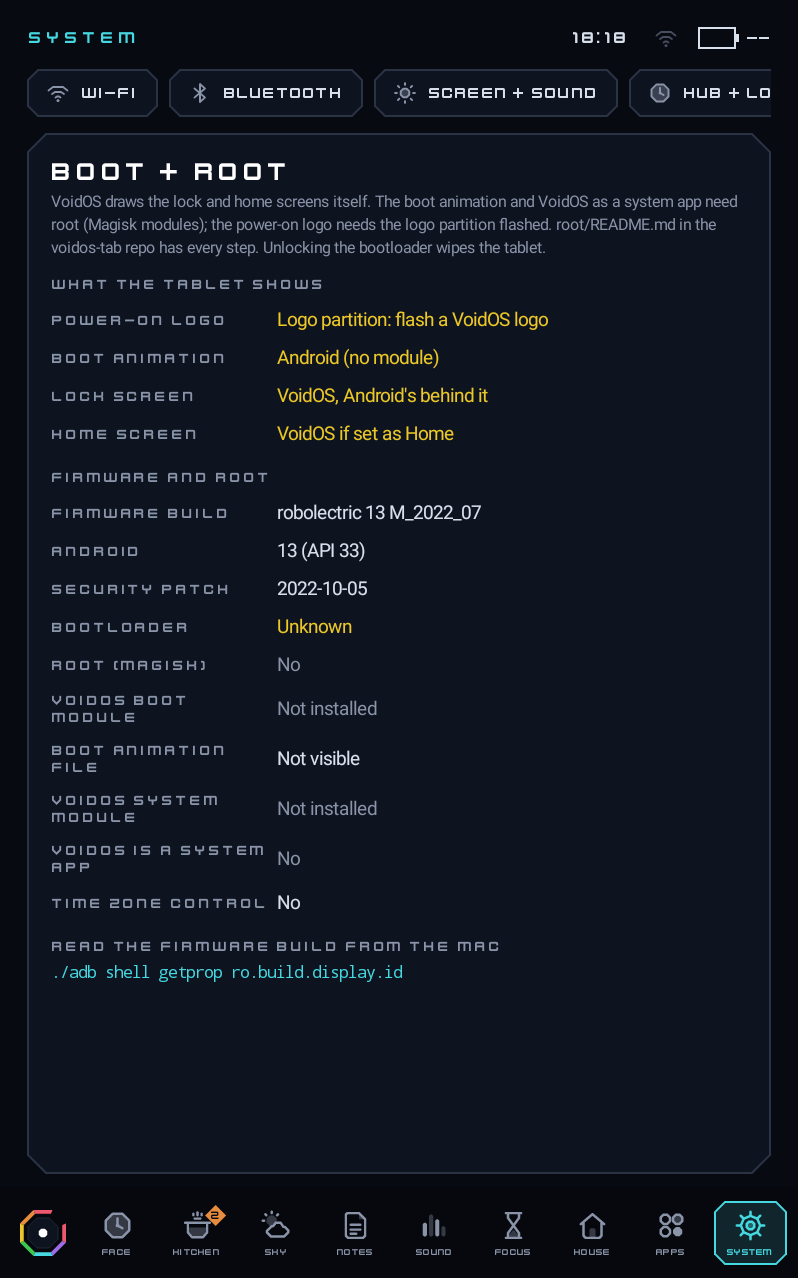 SYSTEM
18:18
--
WI-FI
BLUETOOTH
SCREEN + SOUND
HUB + LO
BOOT + ROOT
VoidOS draws the lock and home screens itself. The boot animation and VoidOS as a system app need
root (Magisk modules); the power-on logo needs the logo partition flashed. root/README.md in the
voidos-tab repo has every step. Unlocking the bootloader wipes the tablet.
WHAT THE TABLET SHOWS
POWER-ON LOGO
Logo partition: flash a VoidOS logo
BOOT ANIMATION
Android (no module)
LOCK SCREEN
VoidOS, Android's behind it
HOME SCREEN
VoidOS if set as Home
FIRMWARE AND ROOT
FIRMWARE BUILD
robolectric 13 M_2022_07
ANDROID
13 (API 33)
SECURITY PATCH
2022-10-05
BOOTLOADER
Unknown
ROOT (MAGISK)
No
VOIDOS BOOT
MODULE
Not installed
BOOT ANIMATION
FILE
Not visible
VOIDOS SYSTEM
MODULE
Not installed
VOIDOS IS A SYSTEM
APP
No
TIME ZONE CONTROL
No
READ THE FIRMWARE BUILD FROM THE MAC
./adb shell getprop ro.build.display.id
2
FACE
KITCHEN
SKY
NOTES
SOUND
FOCUS
HOUSE
APPS
SYSTEM